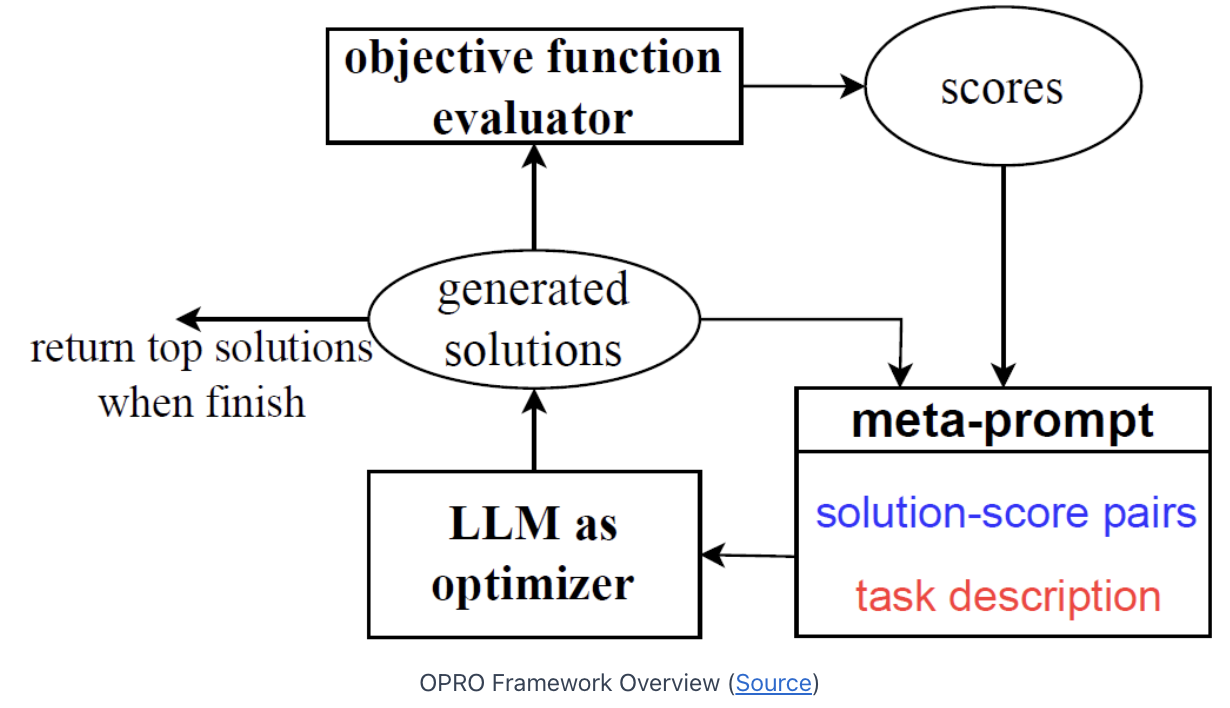 objective function
evaluator
scores
generated
solutions
return top solutions
when finish
meta-prompt
solution-score pairs
task description
LLM as
optimizer
OPRO Framework Overview (Source)